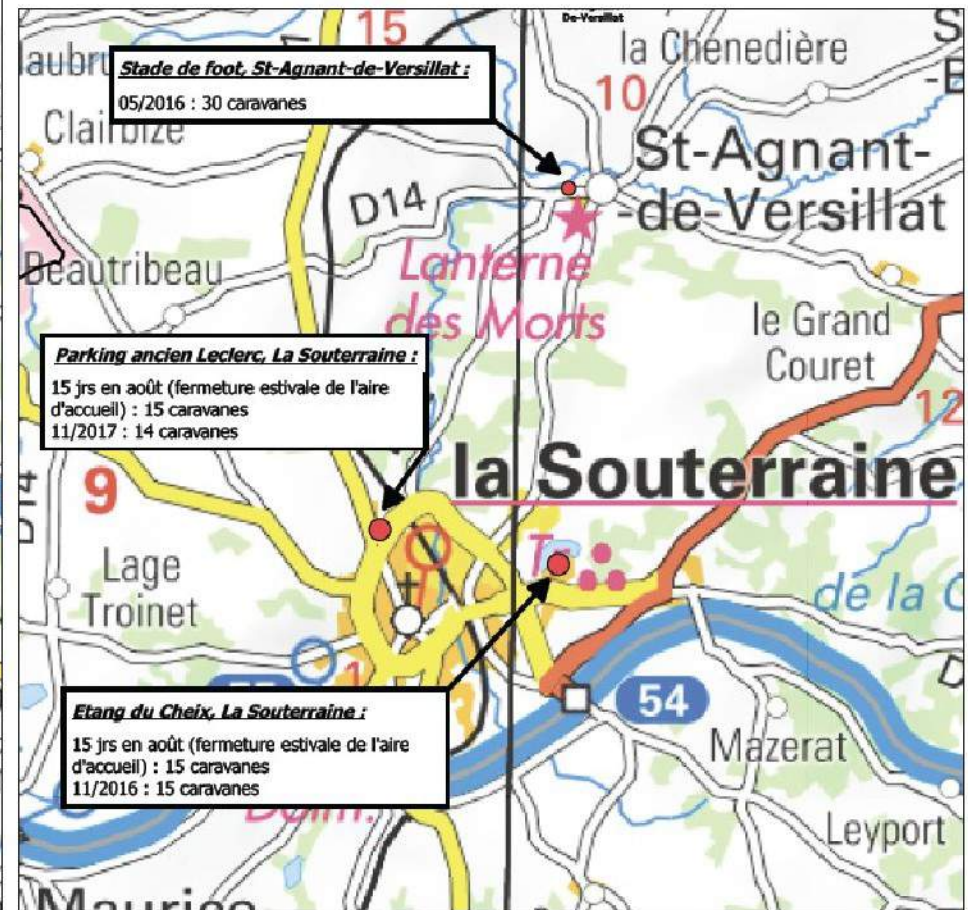 De-Versillat
15
la Chenedière
Stade de foot, St-Agnant-de-Versillat :
05/2016 : 30 caravanes
10
Clairbize
St-Agnant-
-de-Versillat
D14
Beautribeau
Lanterne
des Morts
le Grand
Couret
Parking ancien Leclerc, La Souterraine :
15 jrs en août (fermeture estivale de l'aire
d'accueil) : 15 caravanes
11/2017 : 14 caravanes
12
la Souterraine
9
D14
Lage
Troinet
de la
54
Etang du Cheix, La Souterraine :
15 jrs en août (fermeture estivale de l'aire
d'accueil) : 15 caravanes
11/2016 : 15 caravanes
Mazerat
Leyport